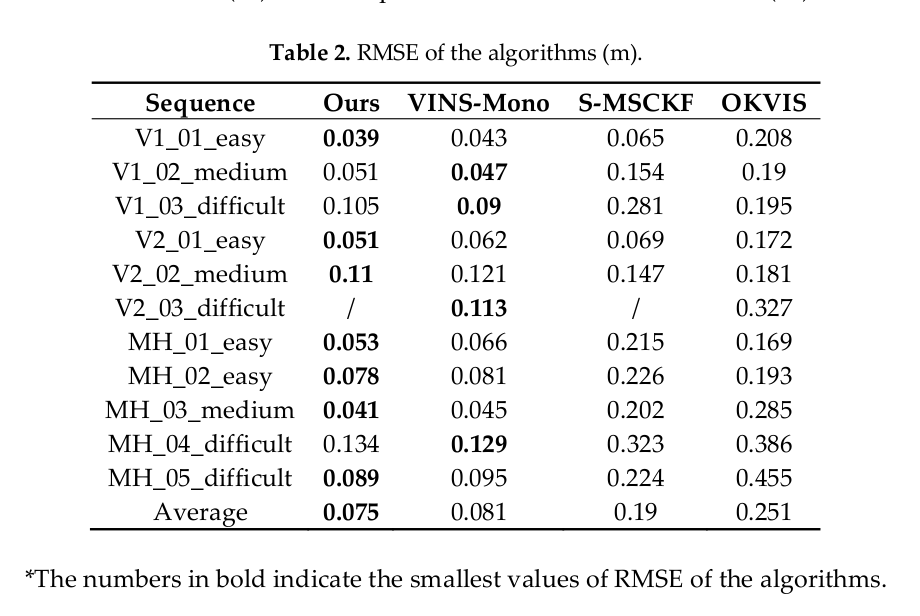 Table 2. RMSE of the algorithms (m).
Sequence Ours VINS-Mono S-MSCKF OKVIS
V1_01_easy 0.039 0.043 0.065 0.208
V1_02_medium 0.051 0.047 0.154 0.19
V1_03_difficult 0.105 0.09 0.281 0.195
V2_01_easy 0.051 0.062 0.069 0.172
V2_02_medium 0.11 0.121 0.147 0.181
V2_03_difficult / 0.113 / 0.327
MH_01_easy 0.053 0.066 0.215 0.169
MH_02_easy 0.078 0.081 0.226 0.193
MH_03_medium 0.041 0.045 0.202 0.285
MH_04_difficult 0.134 0.129 0.323 0.386
MH_05_difficult 0.089 0.095 0.224 0.455
Average 0.075 0.081 0.19 0.251
*The numbers in bold indicate the smallest values of RMSE of the algorithms.